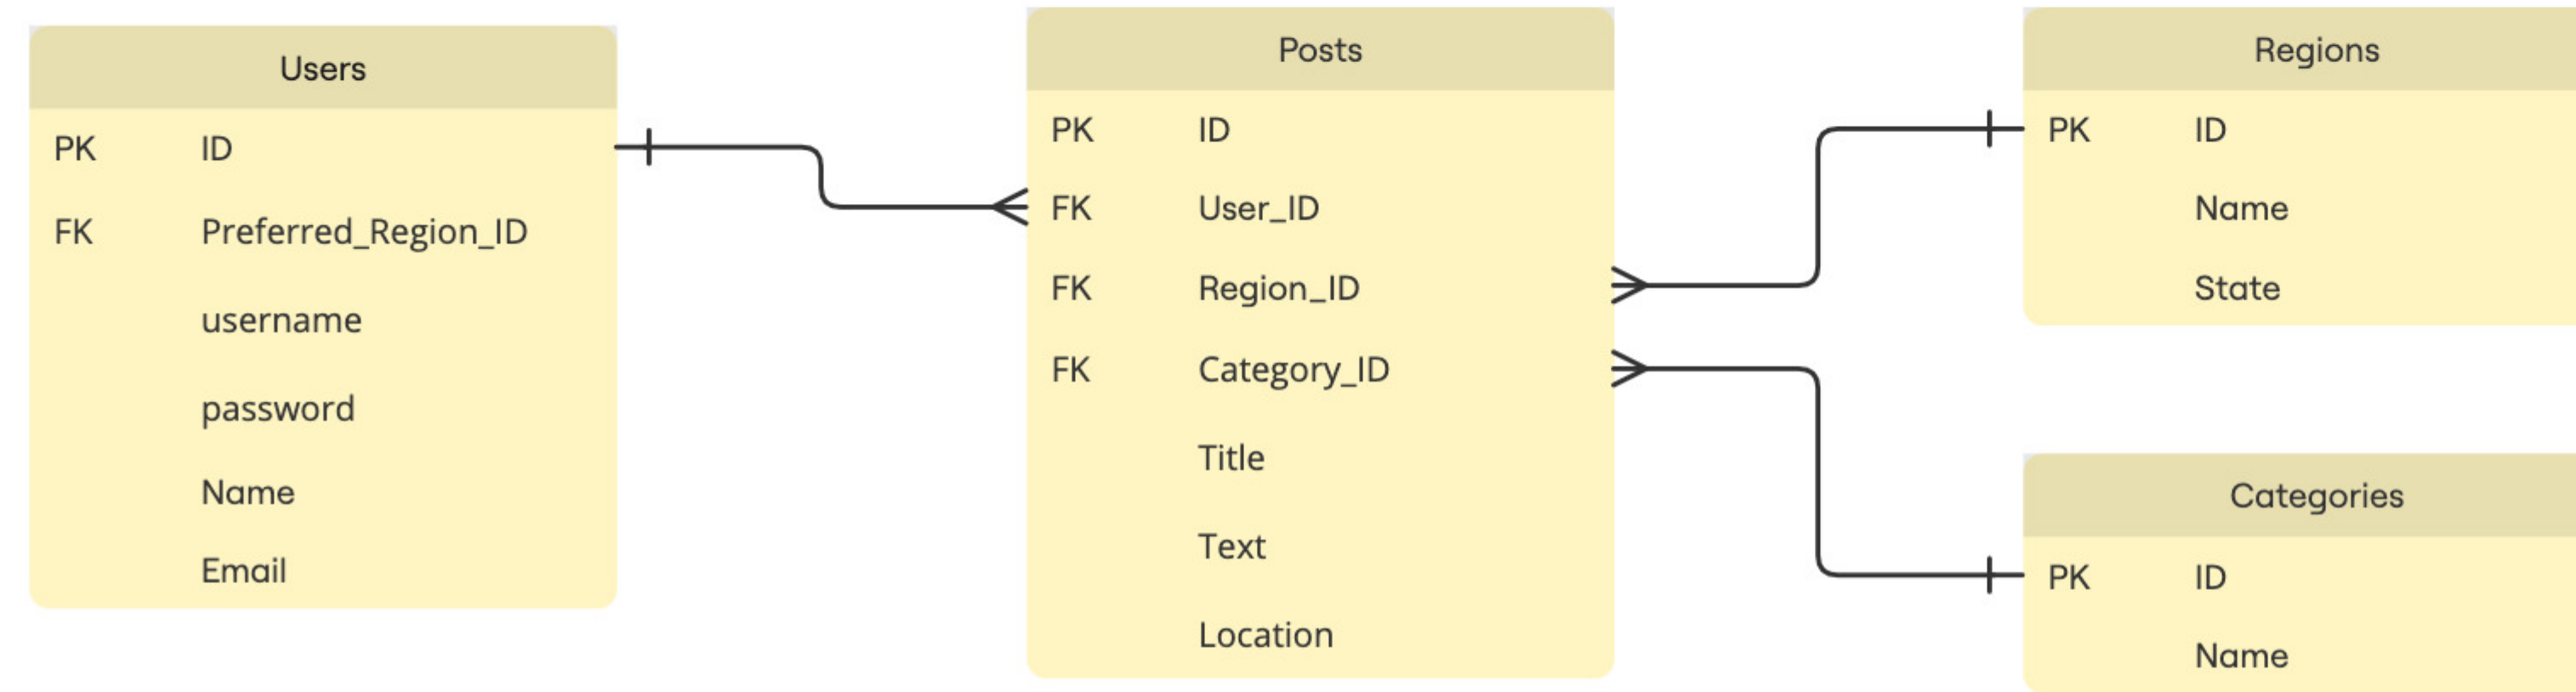 Users
PK ID
FK Preferred_Region_ID
username
password
Name
Email
Posts
PK ID
FK User_ID
FK Region_ID
FK Category_ID
Title
Text
Location
Regions
PK ID
Name
State
Categories
PK ID
Name